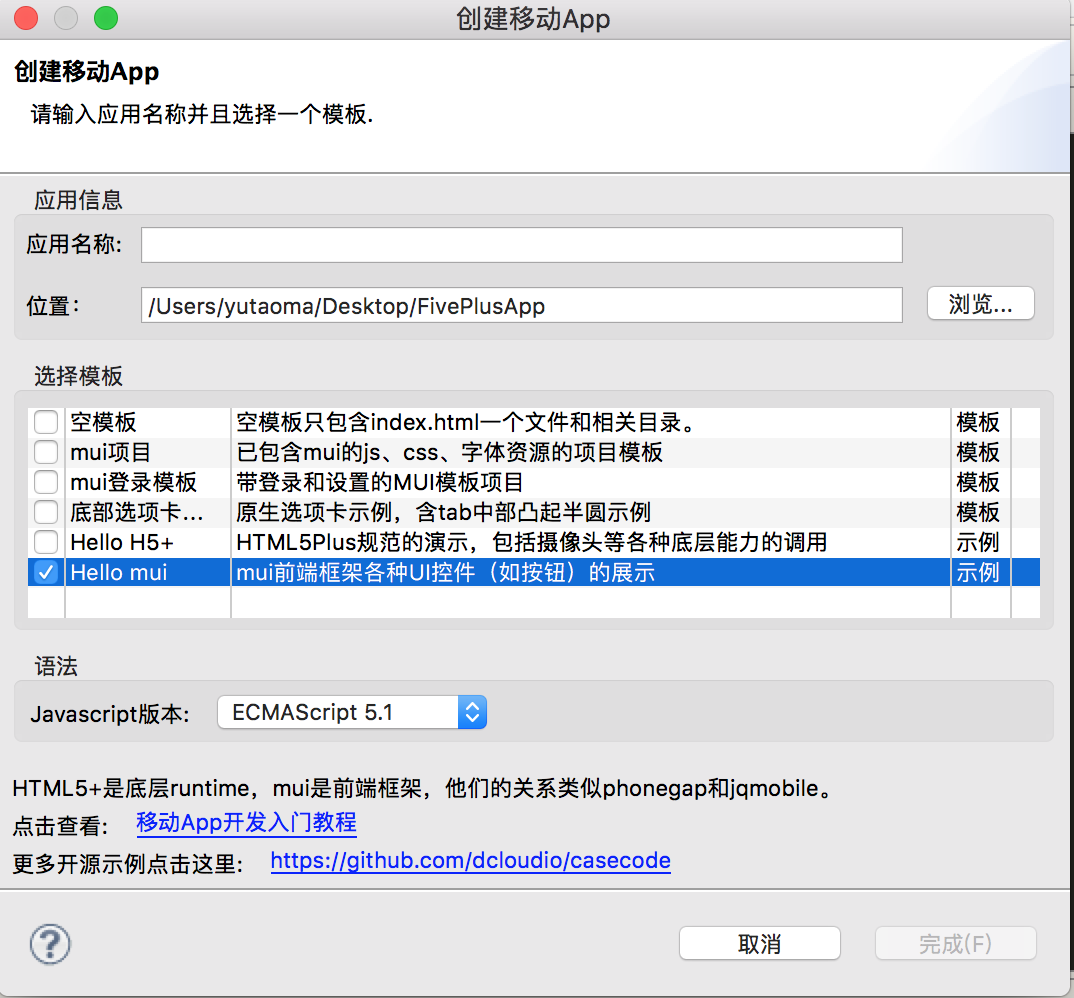 创建移动App
创建移动App
请输入应用名称并且选择一个模板.
应用信息
应用名称:
位置： /Users/yutaoma/Desktop/FivePlusApp 浏览...
选择模板
空模板 空模板只包含index.html一个文件和相关目录。 模板
mui项目 已包含mui的js、css、字体资源的项目模板 模板
mui登录模板 带登录和设置的MUI模板项目 模板
底部选项卡... 原生选项卡示例，含tab中部凸起半圆示例 模板
Hello H5+ HTML5Plus规范的演示，包括摄像头等各种底层能力的调用 示例
Hello mui mui前端框架各种UI控件（如按钮）的展示 示例
语法
Javascript版本: ECMAScript 5.1
HTML5+是底层runtime，mui是前端框架，他们的关系类似phonegap和jqmobile。
点击查看: 移动App开发入门教程
更多开源示例点击这里: https://github.com/dcloudio/casecode
? 取消 完成(F)